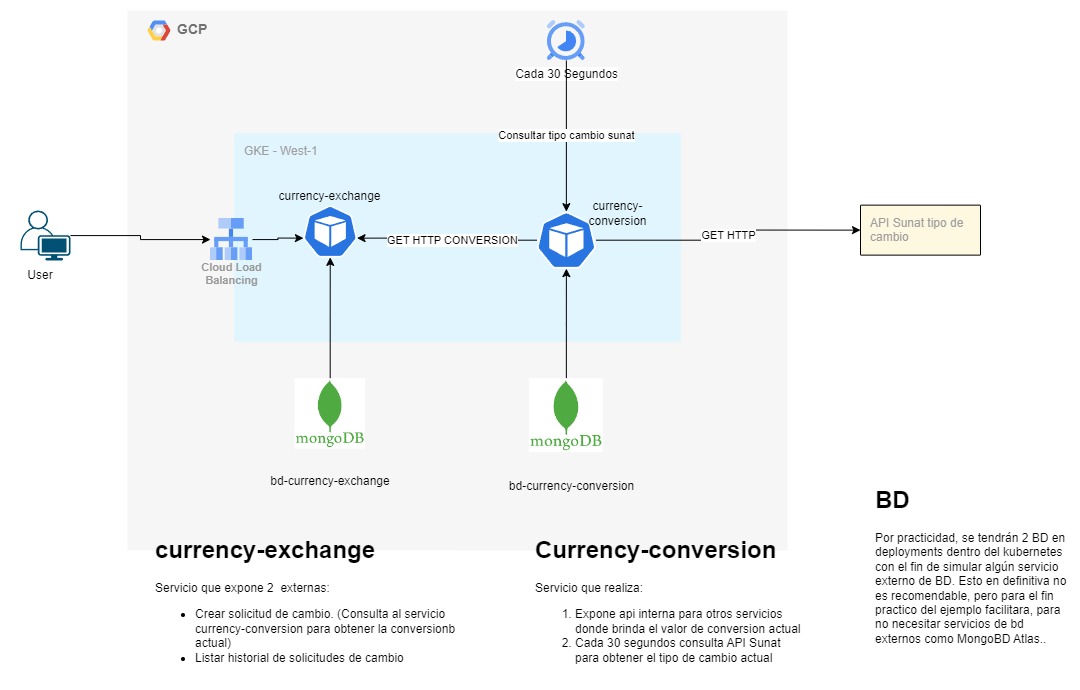 GCP
Cada 30 Segundos
Consultar tipo cambio sunat
GKE - West-1
currency-exchange
currency-
conversion
GET HTTP CONVERSION
GET HTTP
API Sunat tipo de
cambio
User
Cloud Load
Balancing
mongoDB
mongoDB
bd-currency-exchange
bd-currency-conversion
currency-exchange
Servicio que expone 2 externas:
• Crear solicitud de cambio. (Consulta al servicio
currency-conversion para obtener la conversionb
actual)
• Listar historial de solicitudes de cambio
Currency-conversion
Servicio que realiza:
1. Expone api interna para otros servicios
donde brinda el valor de conversion actual
2. Cada 30 segundos consulta API Sunat
para obtener el tipo de cambio actual
BD
Por practicidad, se tendrán 2 BD en
deployments dentro del kubernetes
con el fin de simular algún servicio
externo de BD. Esto en definitiva no
es recomendable, pero para el fin
practico del ejemplo facilitara, para
no necesitar servicios de bd
externos como MongoBD Atlas..